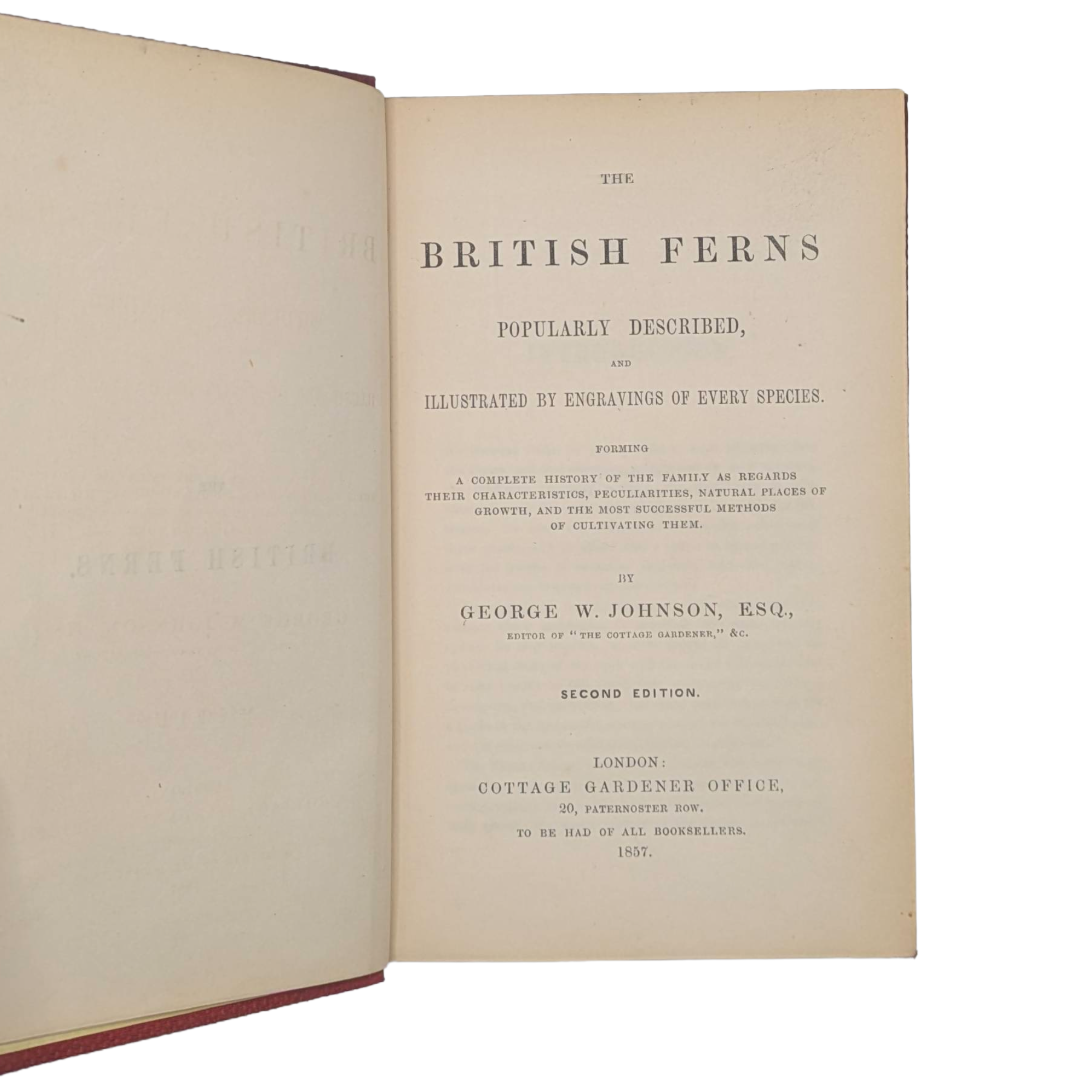 THE
BRITISH FERNS
POPULARLY DESCRIBED,
AND
ILLUSTRATED BY ENGRAVINGS OF EVERY SPECIES.
FORMING
A COMPLETE HISTORY OF THE FAMILY AS REGARDS
THEIR CHARACTERISTICS, PECULIARITIES, NATURAL PLACES OF
GROWTH, AND THE MOST SUCCESSFUL METHODS
OF CULTIVATING THEM.
BY
GEORGE W. JOHNSON, ESQ.,
EDITOR OF "THE COTTAGE GARDENER," &C.
SECOND EDITION.
LONDON:
COTTAGE GARDENER OFFICE,
20, PATERNOSTER ROW.
TO BE HAD OF ALL BOOKSELLERS.
1857.